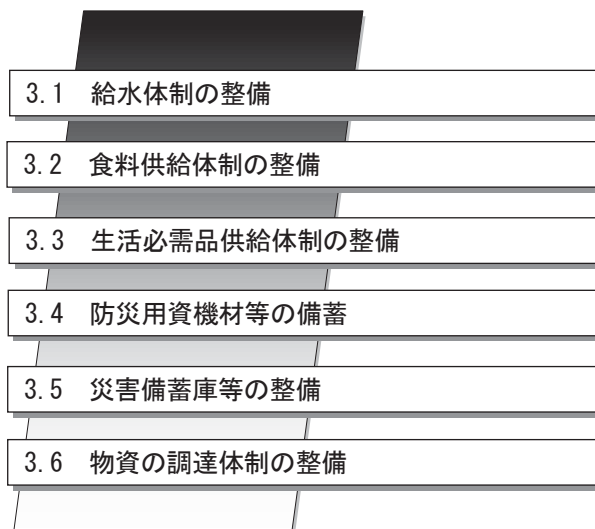 3.1 給水体制の整備
3.2 食料供給体制の整備
3.3 生活必需品供給体制の整備
3.4 防災用資機材等の備蓄
3.5 災害備蓄庫等の整備
3.6 物資の調達体制の整備